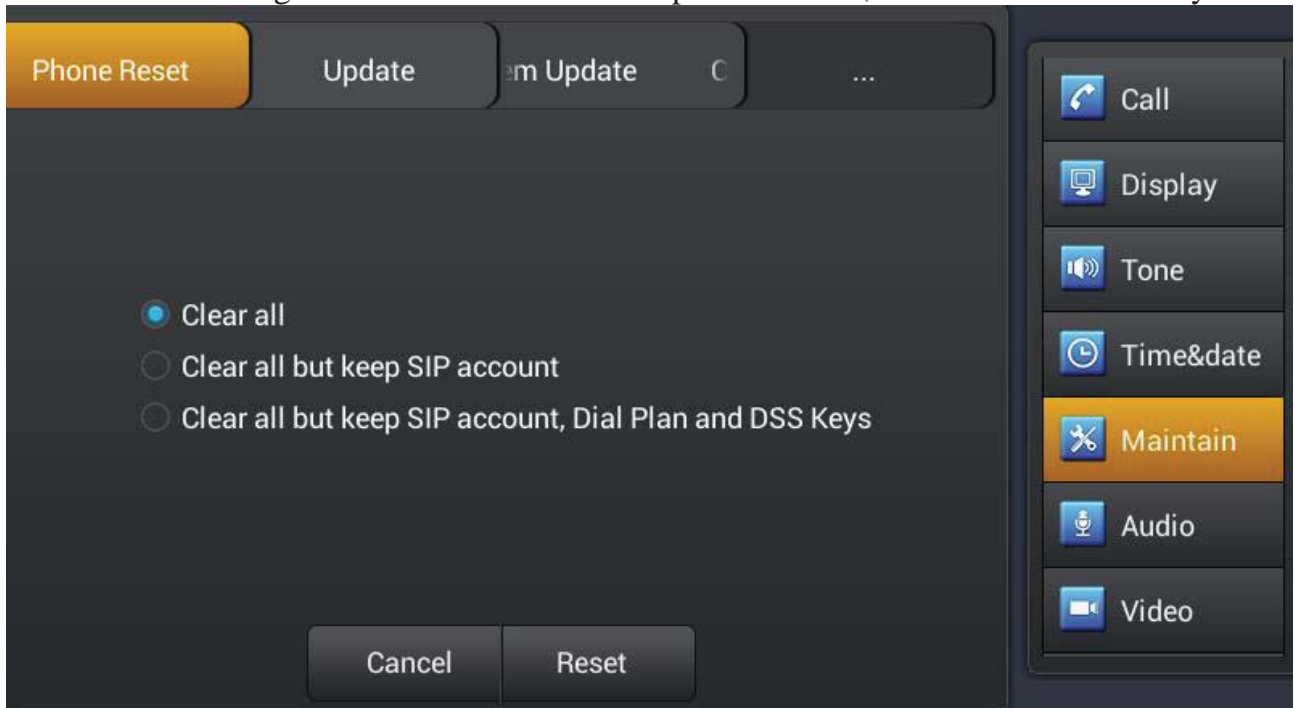 Phone Reset
Update
em Update C
...
Clear all
Clear all but keep SIP account
Clear all but keep SIP account, Dial Plan and DSS Keys
Cancel
Reset
Call
Display
Tone
Time&date
Maintain
Audio
Video